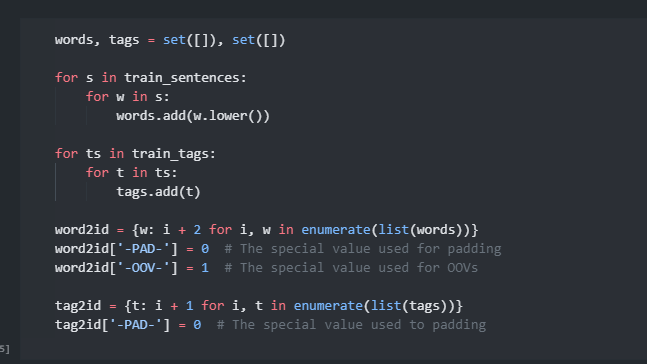 words, tags = set([]), set([])
for s in train_sentences:
for w in s:
words.add(w.lower())
for ts in train_tags:
for t in ts:
tags.add(t)
word2id = {w: i + 2 for i, w in enumerate(list(words))}
word2id['-PAD-'] = 0  # The special value used for padding
word2id['-OOV-'] = 1  # The special value used for OOVs
tag2id = {t: i + 1 for i, t in enumerate(list(tags))}
tag2id['-PAD-'] = 0  # The special value used to padding
5]